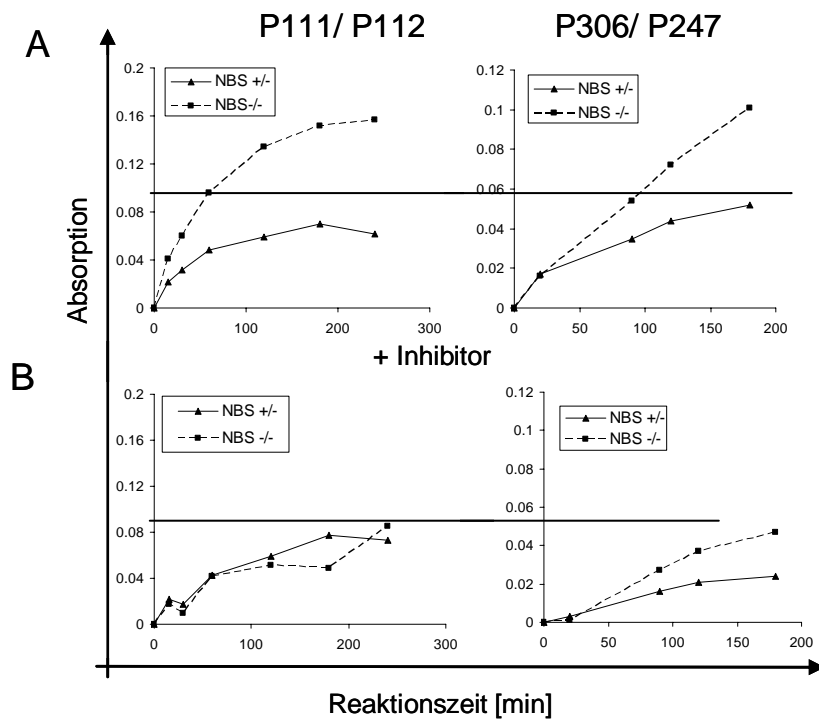 P111/ P112
P306/ P247
A
NBS +/-
NBS-/-
0.2
0.16
0.12
0.08
0.04
0
0
100
200
300
NBS +/-
NBS -/-
0.12
0.1
0.08
0.06
0.04
0.02
0
0
50
100
150
200
Absorption
+ Inhibitor
B
NBS +/-
NBS -/-
0.2
0.16
0.12
0.08
0.04
0
0
100
200
300
NBS +/-
NBS -/-
0.12
0.1
0.08
0.06
0.04
0.02
0
0
50
100
150
200
Reaktionszeit [min]